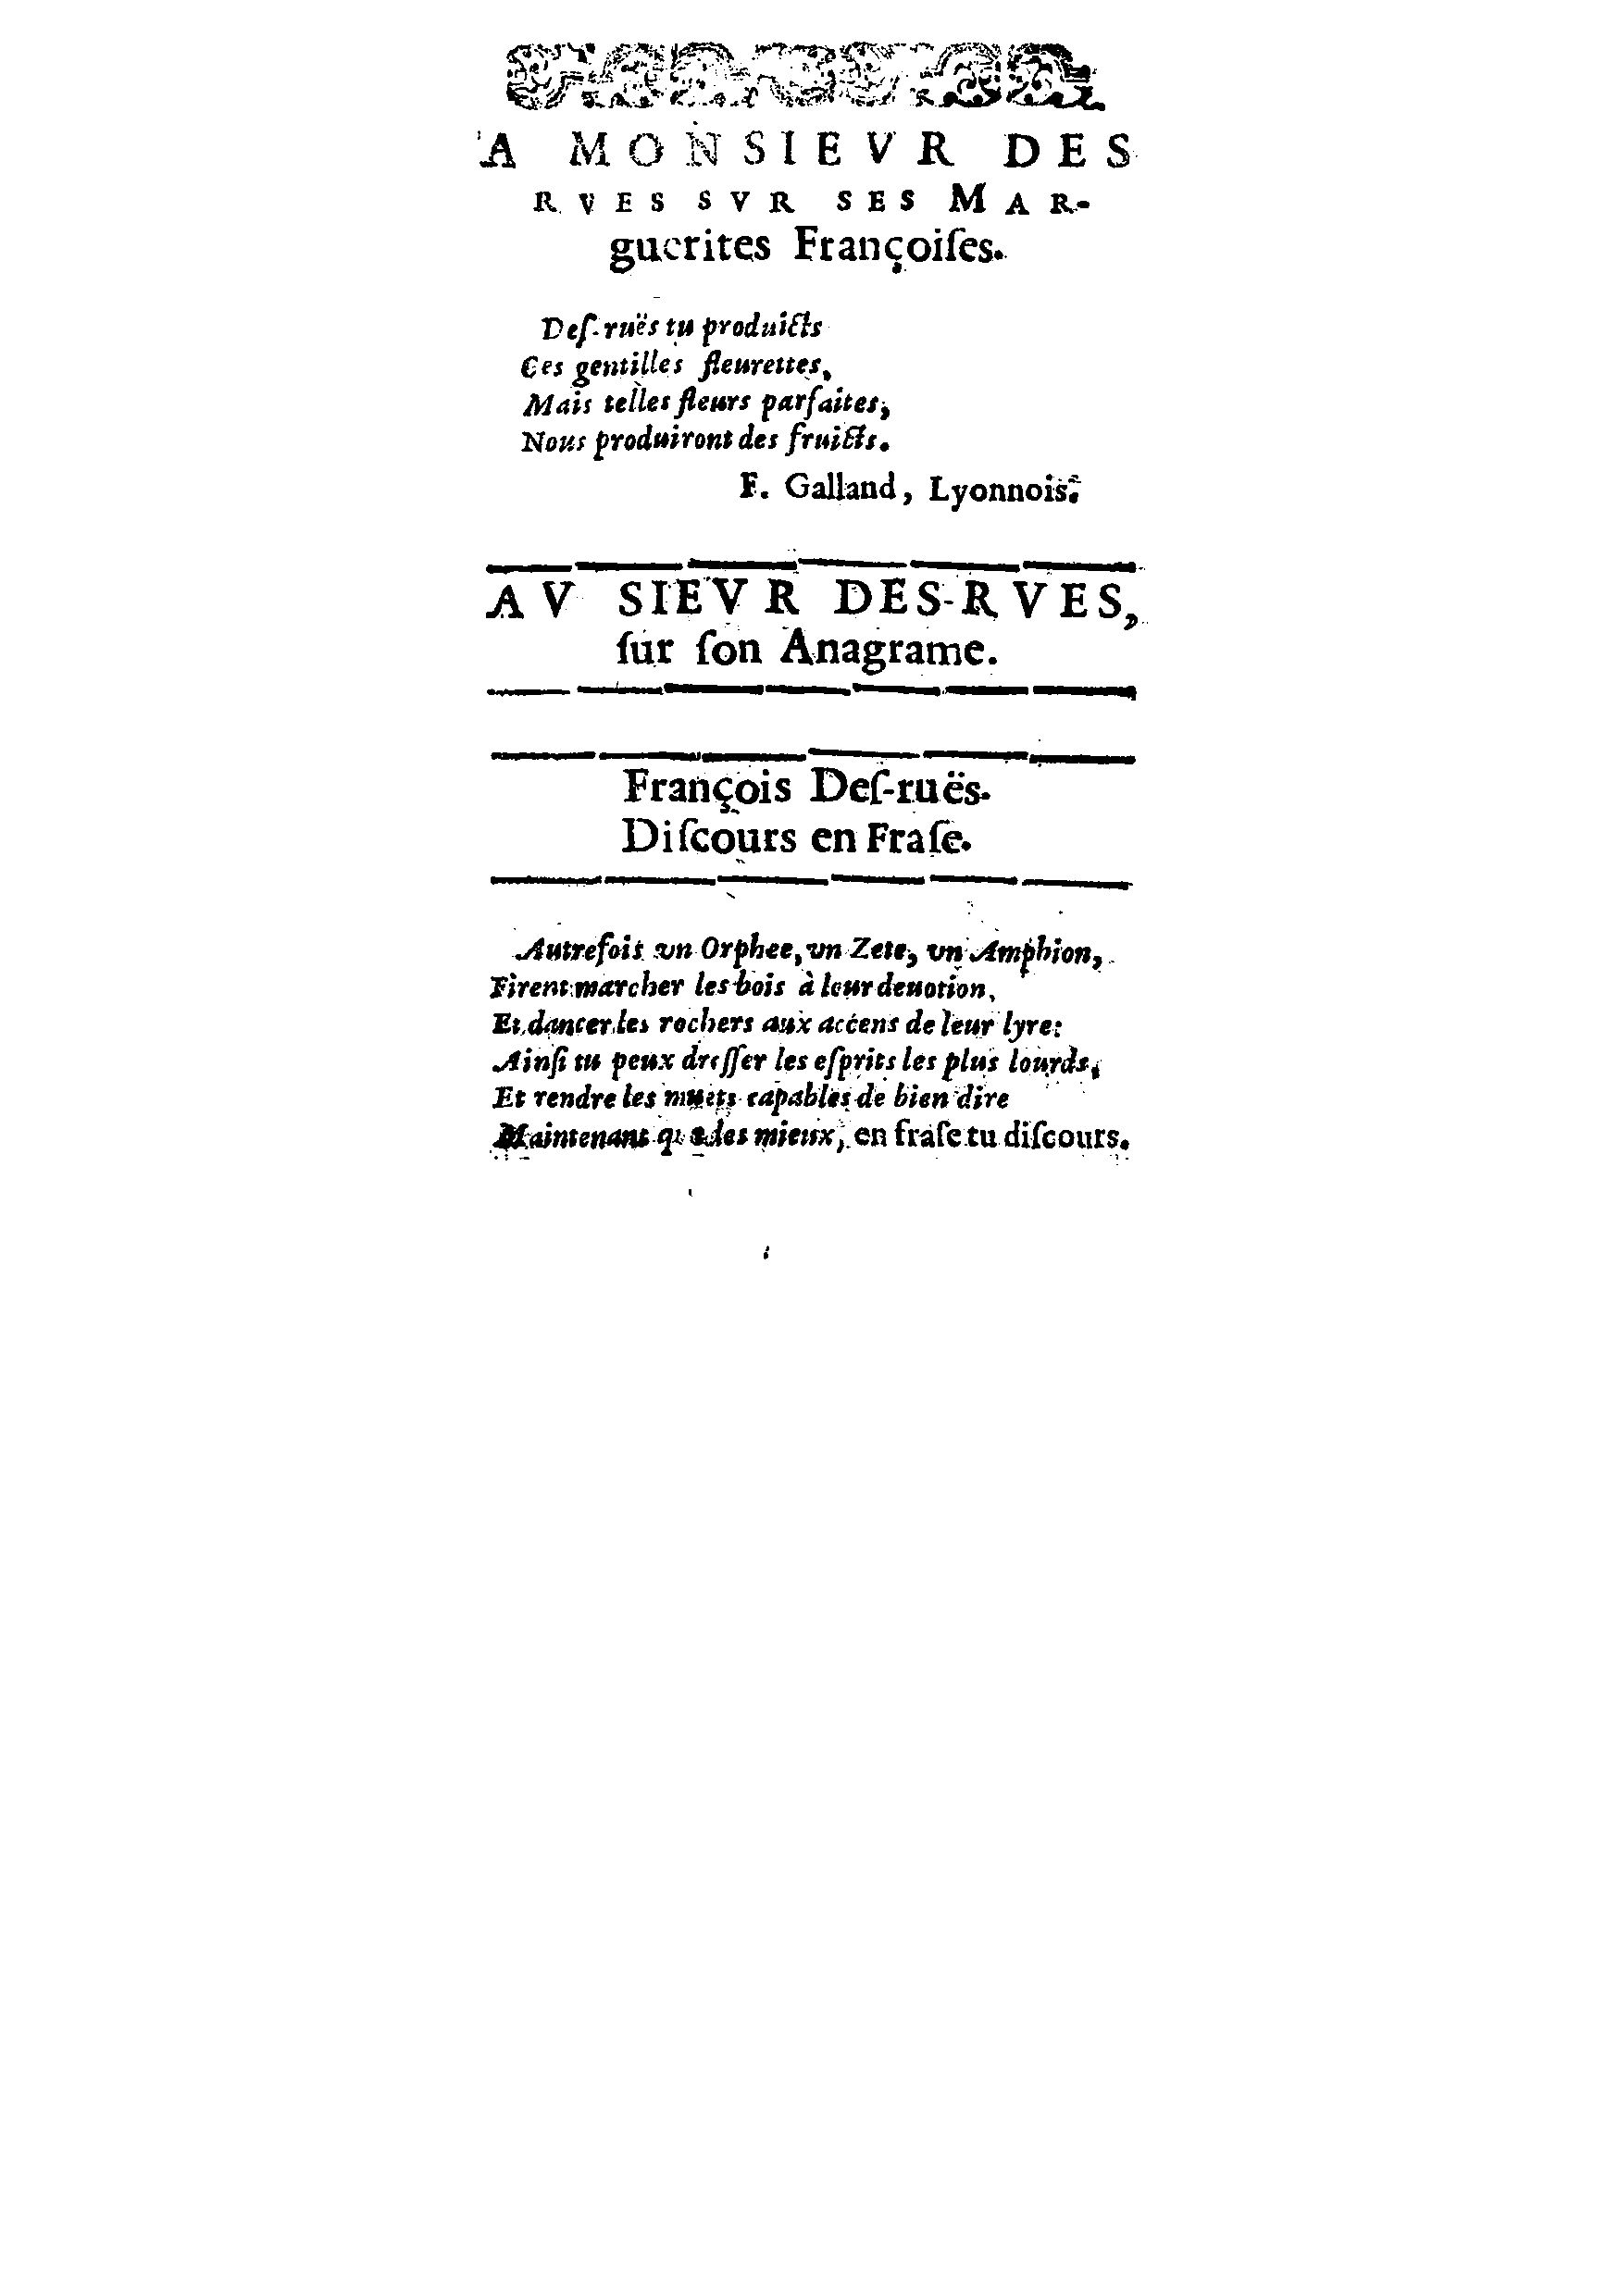 A MONSIEVR DES
RVES SVR SES MAR-
guerites Françoiſes.
Deſ-ruës tu produicts
Ces gentilles fleurettes,
Mais telles fleurs parfaites,
Nous produiront des fruicts.
F. Galland, Lyonnois.
AV SIEVR DES-RVES,
ſur ſon Anagrame.
François Deſ-ruës.
Diſcours en Fraſe.
Autrefois vn Orphee, vn Zete, vn Amphion,
Firent marcher les bois à leur deuotion,
Et dancer les rochers aux accens de leur lyre:
Ainſi tu peux dreſſer les eſprits les plus lourds,
Et rendre les muets capables de bien dire
Maintenant des mieux, en fraſe tu diſcours.